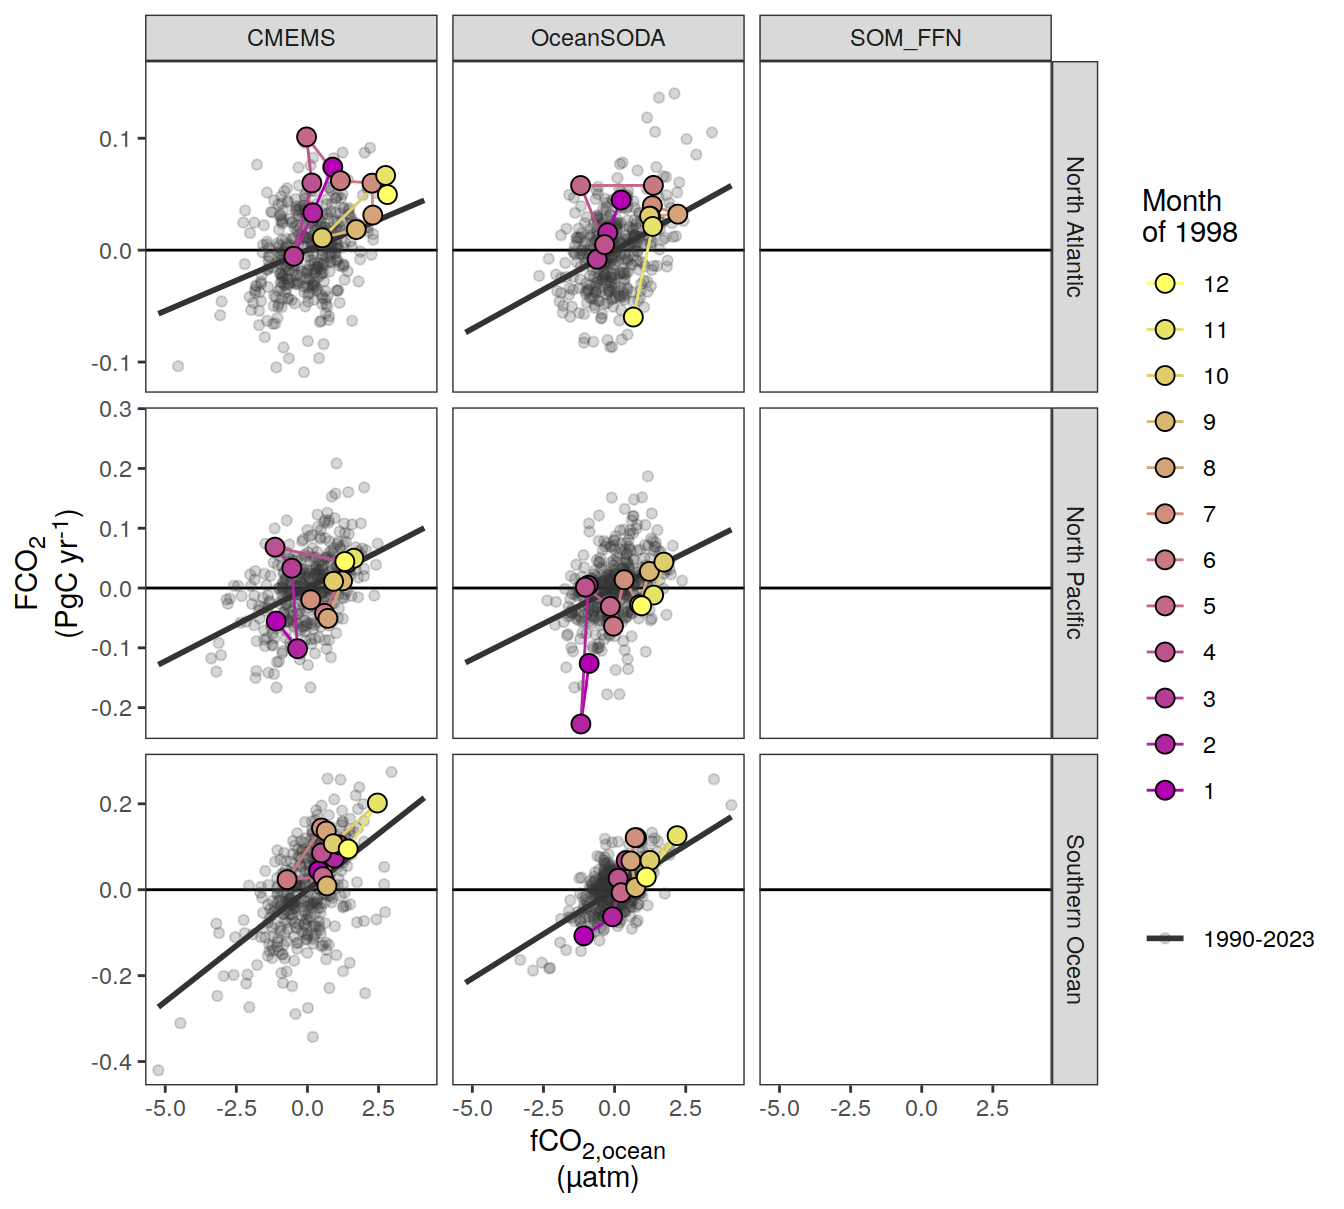 CMEMS OceanSODA SOM_FFN
0.1
0.0
-0.1
North Atlantic
0.3
0.2
0.1
0.0
-0.1
-0.2
North Pacific
0.2
0.0
-0.2
-0.4
Southern Ocean
FCO2
(PgC yr-1)
-5.0 -2.5 0.0 2.5 -5.0 -2.5 0.0 2.5 -5.0 -2.5 0.0 2.5
fCO2,ocean
(µatm)
Month
of 1998
12
11
10
9
8
7
6
5
4
3
2
1
1990-2023